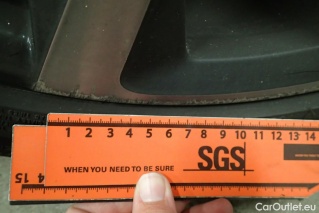 1 2 3 4 5 6 7 8 9 10 11 12 13 14
WHEN YOU NEED TO BE SURE SGS
15 4
CarOutlet.eu